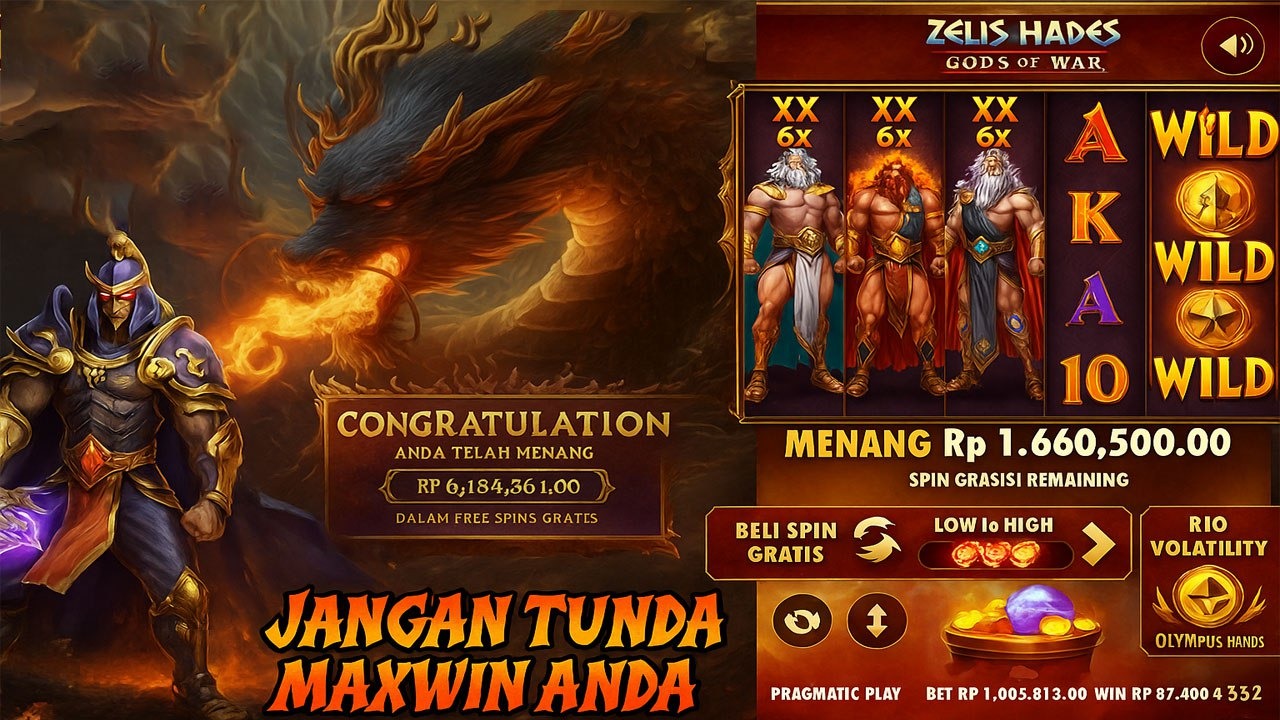 CONGRATULATION
ANDA TELAH MENANG
RP 6,184,361.00
DALAM FREE SPINS GRATIS
JANGAN TUNDA
MAXWIN ANDA
ZELIS HADES
GODS OF WAR,
XX XX XX
6x 6x 6x
A
K
A
10
WILD
WILD
WILD
MENANG Rp 1.660,500.00
SPIN GRASISI REMAINING
BELI SPIN
GRATIS
LOW Io HIGH
RIO
VOLATILITY
OLYMPUS HANDS
PRAGMATIC PLAY BET RP 1,005.813.00 WIN RP 87.400 4 332